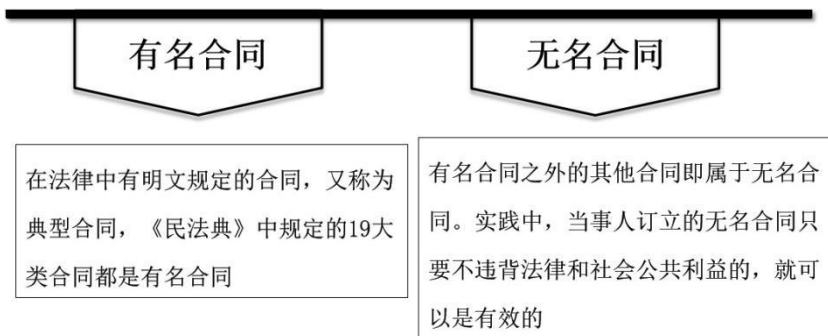 有名合同
无名合同
在法律中有明文规定的合同，又称为
典型合同，《民法典》中规定的19大
类合同都是有名合同
有名合同之外的其他合同即属于无名合
同。实践中，当事人订立的无名合同只
要不违背法律和社会公共利益的，就可
以是有效的